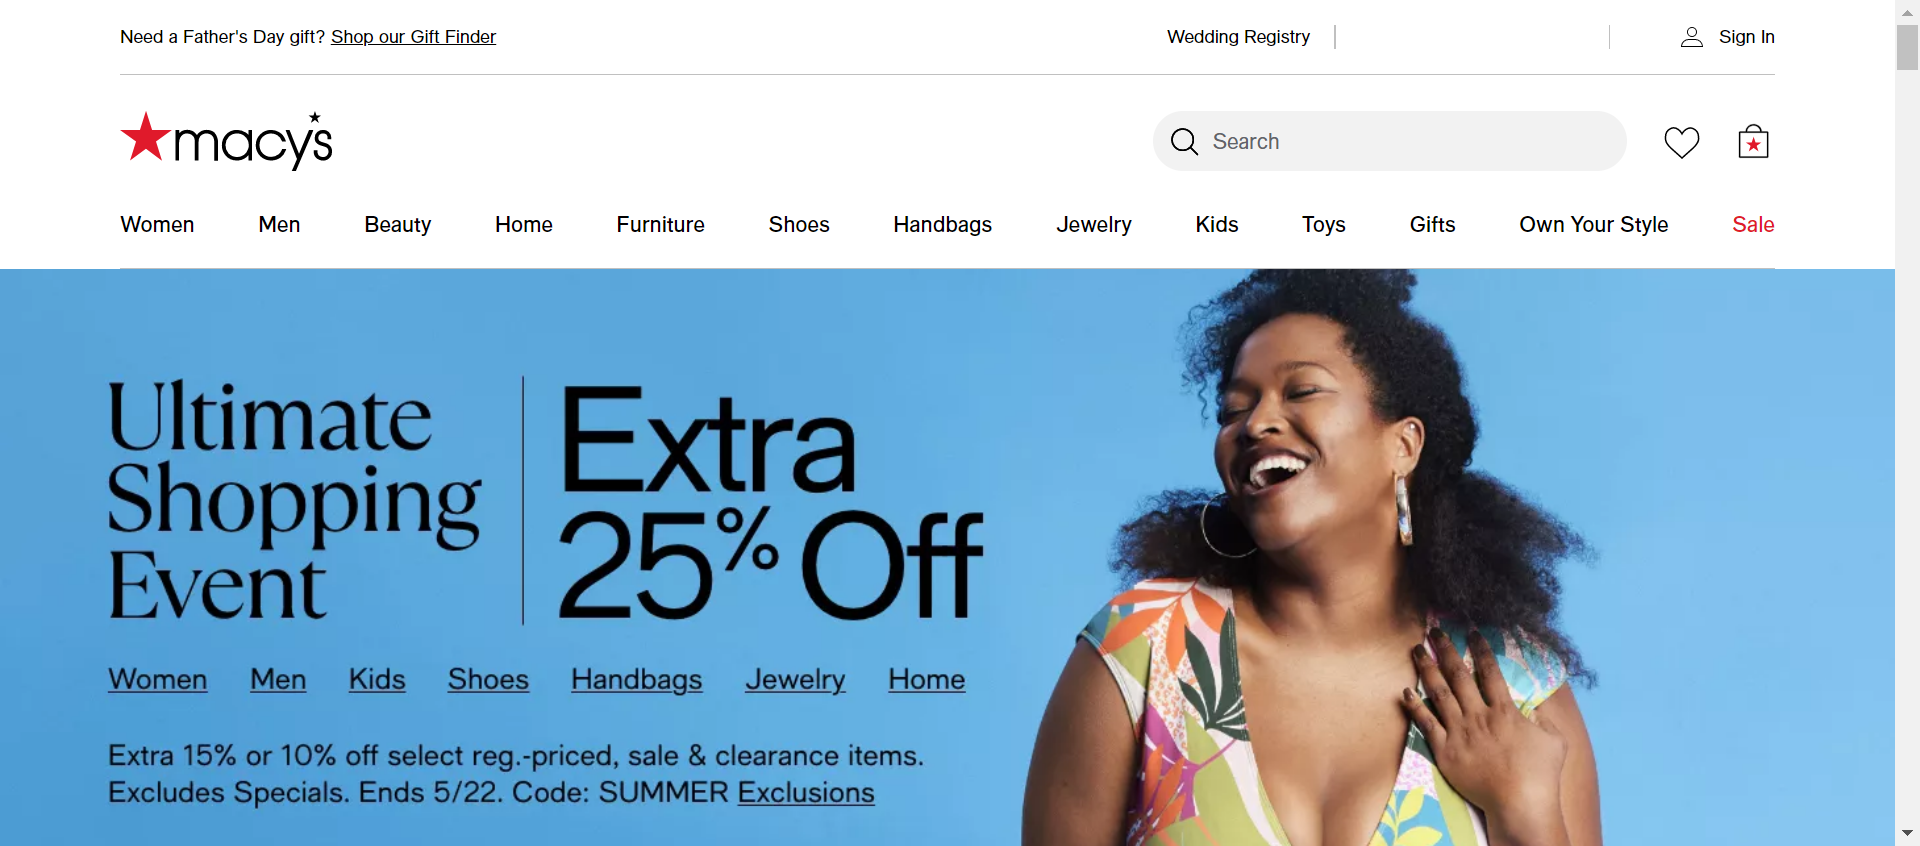 Need a Father's Day gift? Shop our Gift Finder
Wedding Registry
Sign In
macy's
Search
Women Men Beauty Home Furniture Shoes Handbags Jewelry Kids Toys Gifts Own Your Style Sale
Ultimate
Shopping
Event
Extra
25% Off
Women Men Kids Shoes Handbags Jewelry Home
Extra 15% or 10% off select reg.-priced, sale & clearance items.
Excludes Specials. Ends 5/22. Code: SUMMER Exclusions